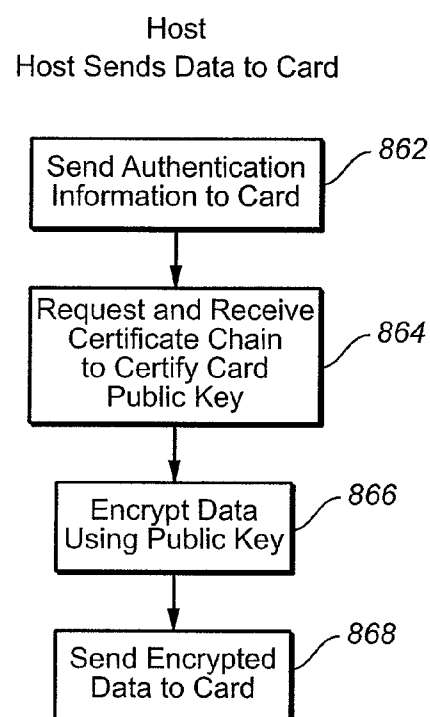 Host
Host Sends Data to Card
Send Authentication
Information to Card
862
Request and Receive
Certificate Chain
to Certify Card
Public Key
864
Encrypt Data
Using Public Key
866
Send Encrypted
Data to Card
868